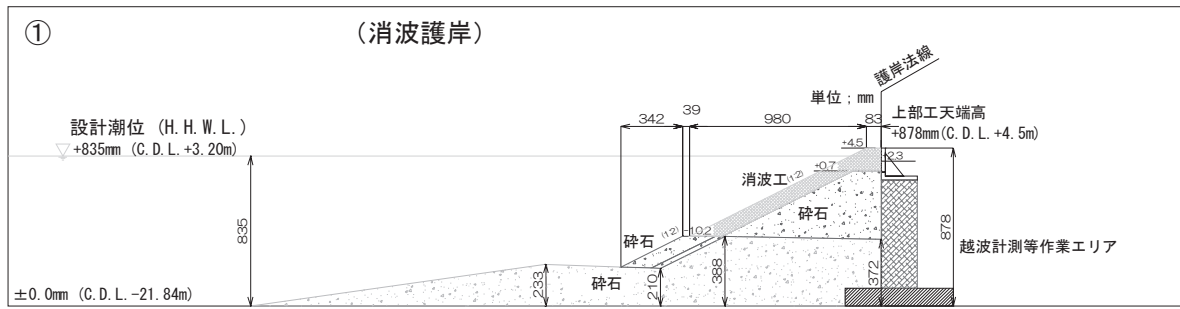 ① (消波護岸)
護岸法線
単位；mm
342
39
980
83
上部工天端高
+878mm(C.D.L.+4.5m)
設計潮位 (H.H.W.L.)
+835mm (C.D.L.+3.20m)
+4.5
+2.3
+0.7
消波工(1:2)
砕石
砕石 (1:2)
-10.2
835
878
越波計測等作業エリア
233
砕石
210
388
372
±0.0mm (C.D.L.-21.84m)